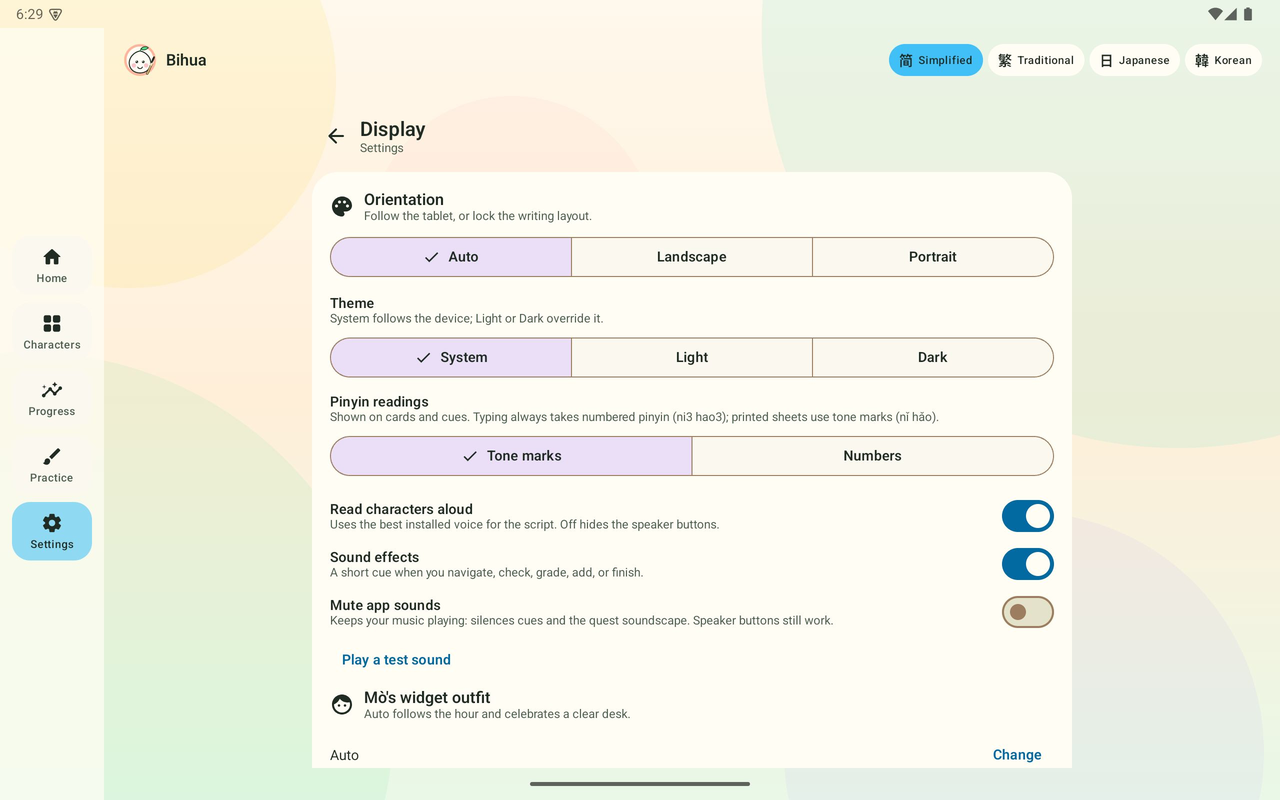 6:29
Bihua
简 Simplified
繁 Traditional
日 Japanese
韓 Korean
Display
Settings
Orientation
Follow the tablet, or lock the writing layout.
Auto
Landscape
Portrait
Theme
System follows the device; Light or Dark override it.
System
Light
Dark
Pinyin readings
Shown on cards and cues. Typing always takes numbered pinyin (ni3 hao3); printed sheets use tone marks (nǐ hǎo).
Tone marks
Numbers
Read characters aloud
Uses the best installed voice for the script. Off hides the speaker buttons.
Sound effects
A short cue when you navigate, check, grade, add, or finish.
Mute app sounds
Keeps your music playing: silences cues and the quest soundscape. Speaker buttons still work.
Play a test sound
Mò's widget outfit
Auto follows the hour and celebrates a clear desk.
Auto
Change
Home
Characters
Progress
Practice
Settings